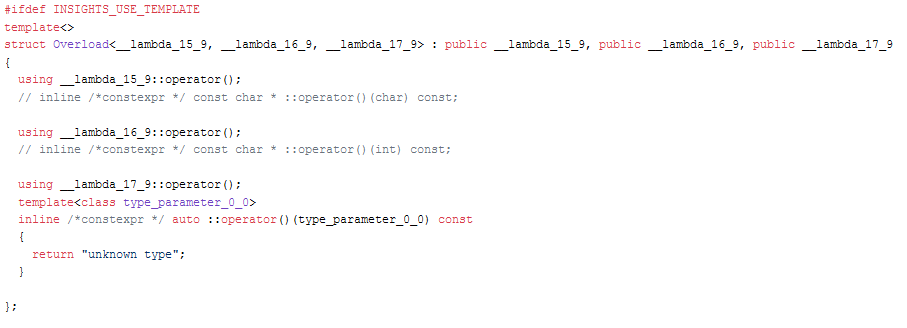 #ifdef INSIGHTS_USE_TEMPLATE
template<>
struct Overload<__lambda_15_9, __lambda_16_9, __lambda_17_9> : public __lambda_15_9, public __lambda_16_9, public __lambda_17_9
{
  using __lambda_15_9::operator();
  // inline /*constexpr */ const char * ::operator()(char) const;

  using __lambda_16_9::operator();
  // inline /*constexpr */ const char * ::operator()(int) const;

  using __lambda_17_9::operator();
  template<class type_parameter_0_0>
  inline /*constexpr */ auto ::operator()(type_parameter_0_0) const
  {
    return "unknown type";
  }

};